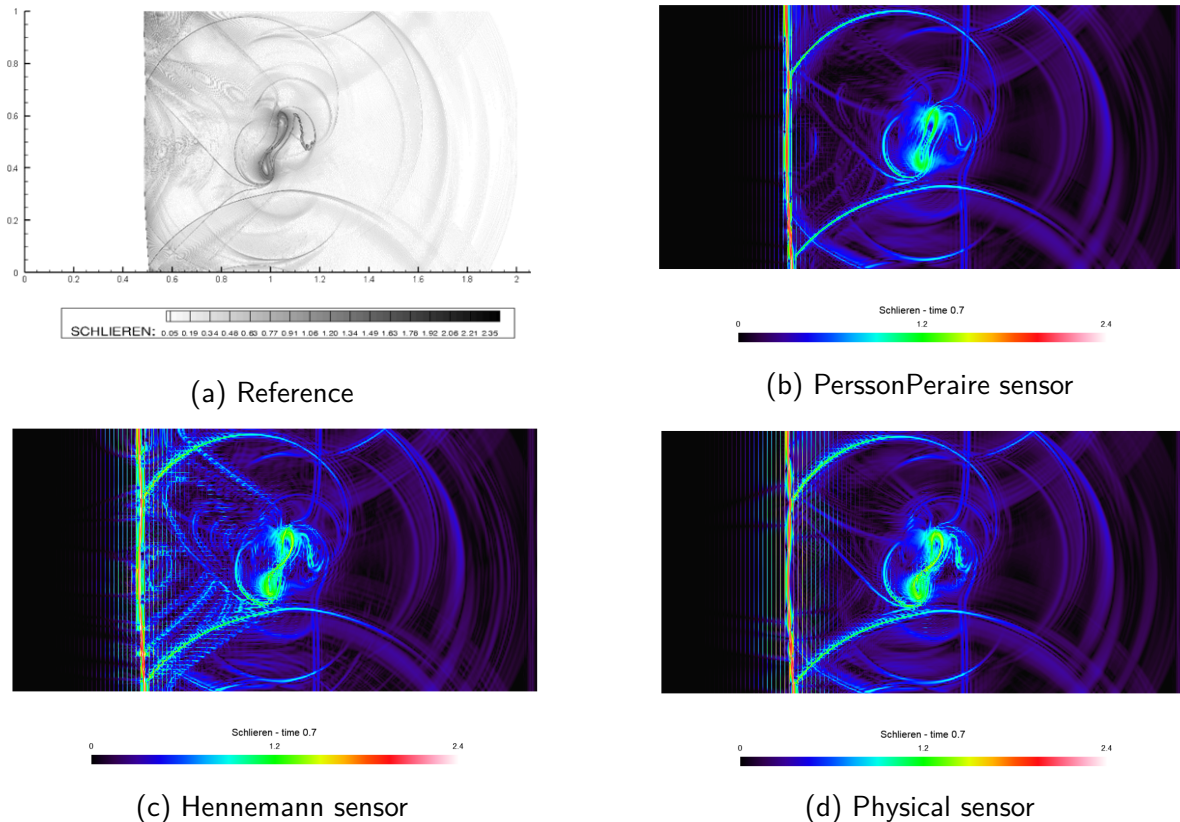 1
0.8
0.6
0.4
0.2
0
0 0.2 0.4 0.6 0.8 1 1.2 1.4 1.6 1.8 2
SCHLIEREN: 0.05 0.19 0.34 0.48 0.63 0.77 0.91 1.06 1.20 1.34 1.49 1.63 1.78 1.92 2.06 2.21 2.35
(a) Reference
Schlieren - time 0.7
0 1.2 2.4
(b) PerssonPeraire sensor
Schlieren - time 0.7
0 1.2 2.4
(c) Hennemann sensor
Schlieren - time 0.7
0 1.2 2.4
(d) Physical sensor